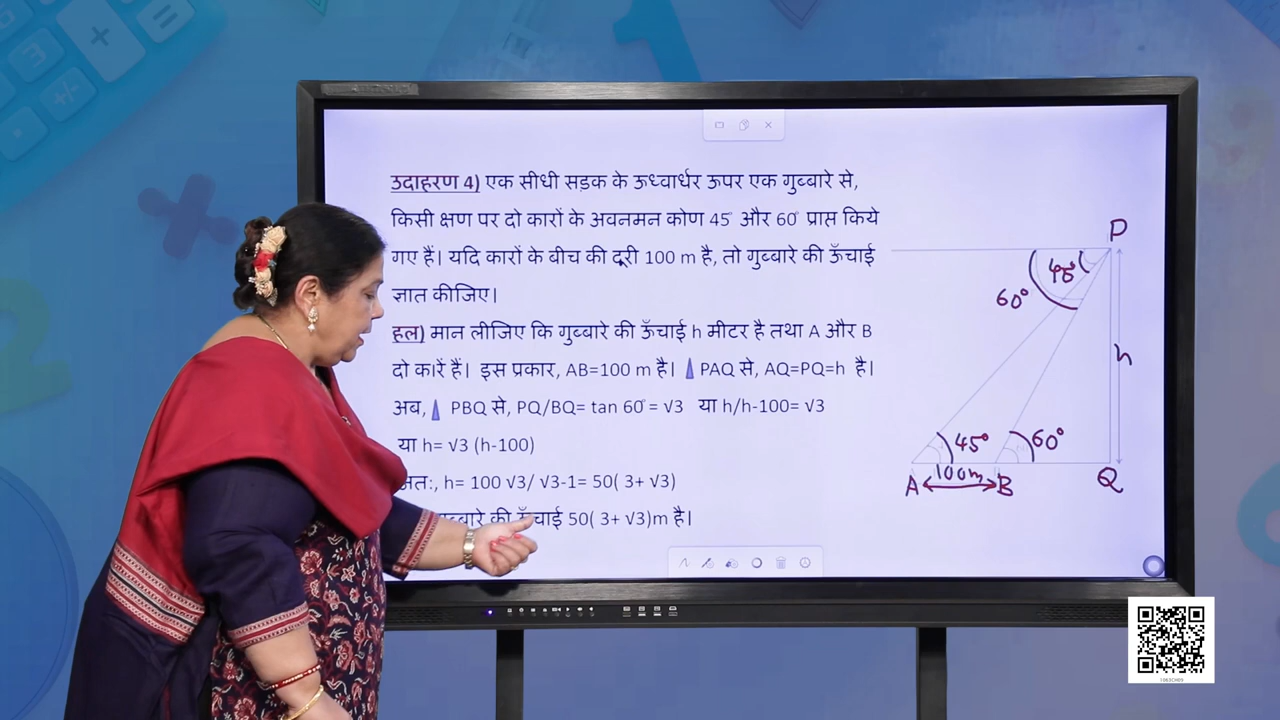 उदाहरण 4) एक सीधी सड़क के ऊर्ध्वाधर ऊपर एक गुब्बारे से,
किसी क्षण पर दो कारों के अवनमन कोण 45° और 60° प्राप्त किये
गए हैं। यदि कारों के बीच की दूरी 100 m है, तो गुब्बारे की ऊँचाई
ज्ञात कीजिए।
हल) मान लीजिए कि गुब्बारे की ऊँचाई h मीटर है तथा A और B
दो कारें हैं। इस प्रकार, AB=100 m है। PAQ से, AQ=PQ=h है।
अब, PBQ से, PQ/BQ= tan 60° = √3 या h/h-100= √3
या h= √3 (h-100)
अत:, h= 100 √3/ √3-1= 50( 3+ √3)
की ऊँचाई 50( 3+ √3)m है।
P
45°
60°
h
45°
60°
100m
A
B
Q